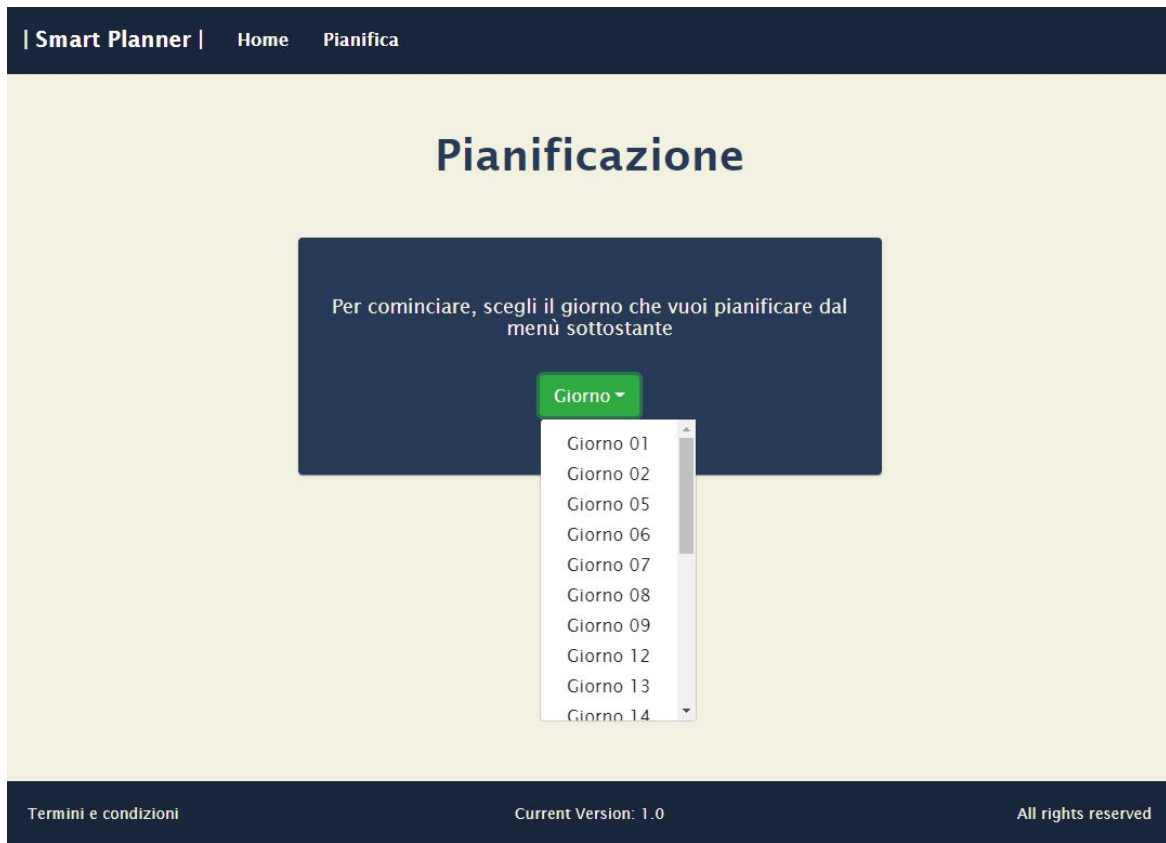 | Smart Planner | Home Pianifica
Pianificazione
Per cominciare, scegli il giorno che vuoi pianificare dal
menù sottostante
Giorno
Giorno 01
Giorno 02
Giorno 05
Giorno 06
Giorno 07
Giorno 08
Giorno 09
Giorno 12
Giorno 13
Giorno 14
Termini e condizioni Current Version: 1.0 All rights reserved